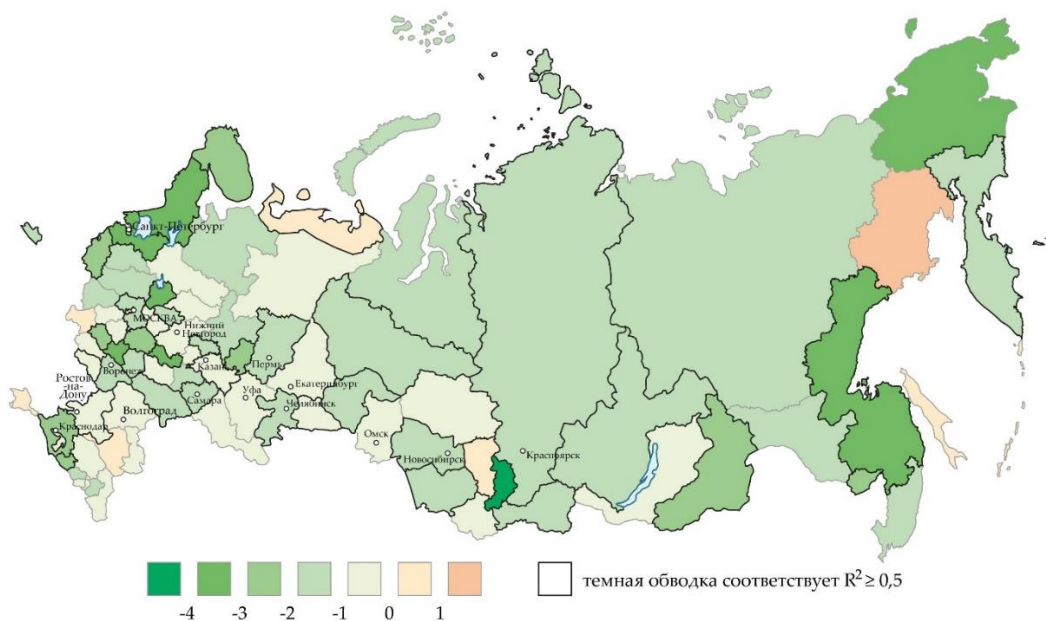 Санкт-Петербург
МОСКВА
Нижний
Новгород
Казань
Пермь
Воронеж
Ростов
-на-
Дону
Краснодар
Волгоград
Самара
Уфа
Екатеринбург
Челябинск
Омск
Новосибирск
Красноярск
темная обводка соответствует R² ≥ 0,5
-4 -3 -2 -1 0 1